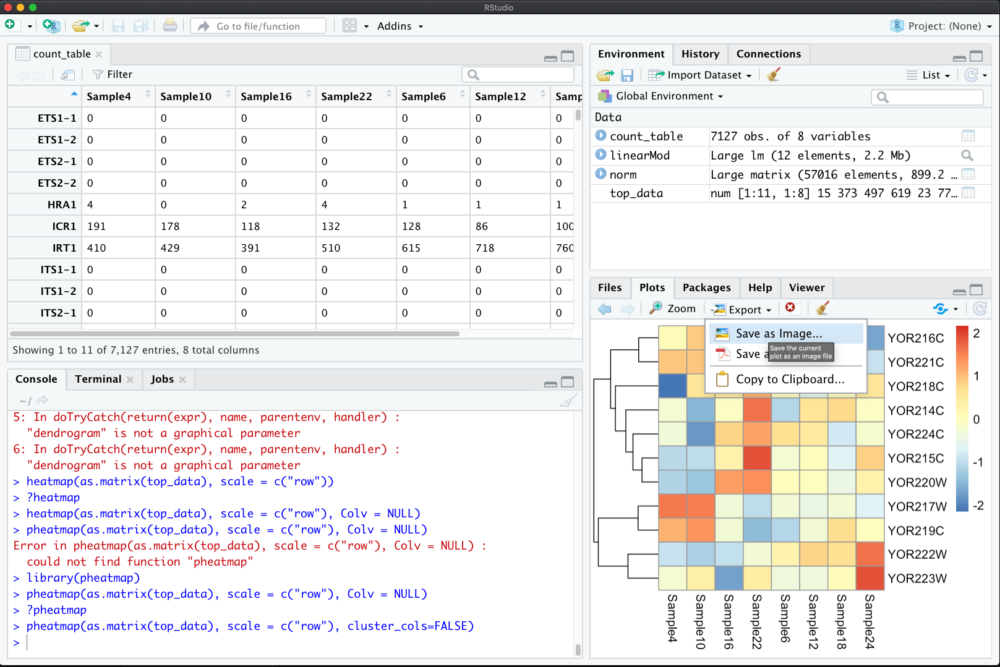 RStudio
Go to file/function
Addins
Project: (None)
count_table
Filter
Sample4 Sample10 Sample16 Sample22 Sample6 Sample12 Samp
ETS1-1 0 0 0 0 0 0 0
ETS1-2 0 0 0 0 0 0 0
ETS2-1 0 0 0 0 0 0 0
ETS2-2 0 0 0 0 0 0 0
HRA1 4 0 2 4 1 1 1
ICR1 191 178 118 132 128 86 100
IRT1 410 429 391 510 615 718 760
ITS1-1 0 0 0 0 0 0 0
ITS1-2 0 0 0 0 0 0 0
ITS2-1 0 0 0 0 0 0 0
Showing 1 to 11 of 7,127 entries, 8 total columns
Console Terminal Jobs
~/
5: In doTryCatch(return(expr), name, parentenv, handler) :
"dendrogram" is not a graphical parameter
6: In doTryCatch(return(expr), name, parentenv, handler) :
"dendrogram" is not a graphical parameter
> heatmap(as.matrix(top_data), scale = c("row"))
> ?heatmap
> heatmap(as.matrix(top_data), scale = c("row"), Colv = NULL)
> pheatmap(as.matrix(top_data), scale = c("row"), Colv = NULL)
Error in pheatmap(as.matrix(top_data), scale = c("row"), Colv = NULL) :
could not find function "pheatmap"
> library(pheatmap)
> pheatmap(as.matrix(top_data), scale = c("row"), Colv = NULL)
> ?pheatmap
> pheatmap(as.matrix(top_data), scale = c("row"), cluster_cols=FALSE)
>
Environment History Connections
Import Dataset
List
Global Environment
Data
count_table 7127 obs. of 8 variables
linearMod Large lm (12 elements, 2.2 Mb)
norm Large matrix (57016 elements, 899.2 …
top_data num [1:11, 1:8] 15 373 497 619 23 77…
Files Plots Packages Help Viewer
Zoom Export
Save as Image...
Save a
Save the current
plot as an image file
Copy to Clipboard...
YOR216C
YOR221C
YOR218C
YOR214C
YOR224C
YOR215C
YOR220W
YOR217W
YOR219C
YOR222W
YOR223W
2
1
0
-1
-2
Sample4
Sample10
Sample16
Sample22
Sample6
Sample12
Sample18
Sample24